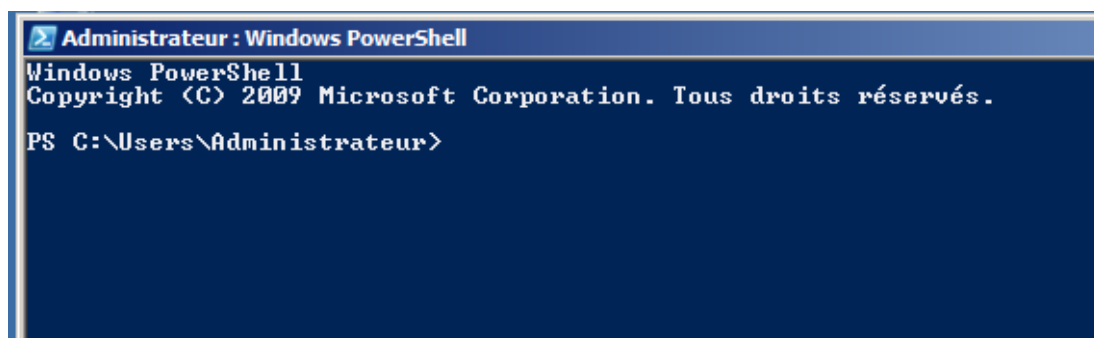 Administrateur : Windows PowerShell
Windows PowerShell
Copyright (C) 2009 Microsoft Corporation. Tous droits réservés.
PS C:\Users\Administrateur>